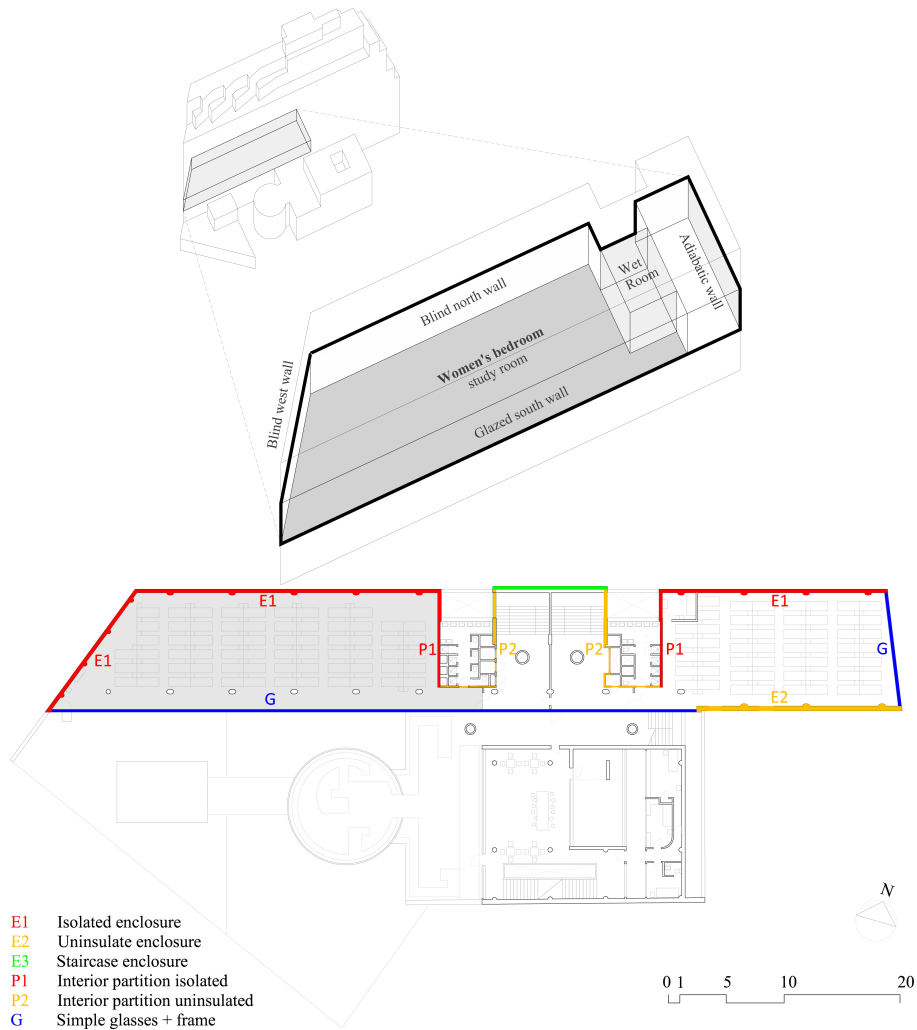 Wet
Room
Adiabatic wall
Blind north wall
Women's bedroom
study room
Blind west wall
Glazed south wall
E1
E1
E1
P1
P2
P2
P1
G
G
E2
N
E1 Isolated enclosure
E2 Uninsulate enclosure
E3 Staircase enclosure
P1 Interior partition isolated
P2 Interior partition uninsulated
G Simple glasses + frame
0 1 5 10 20